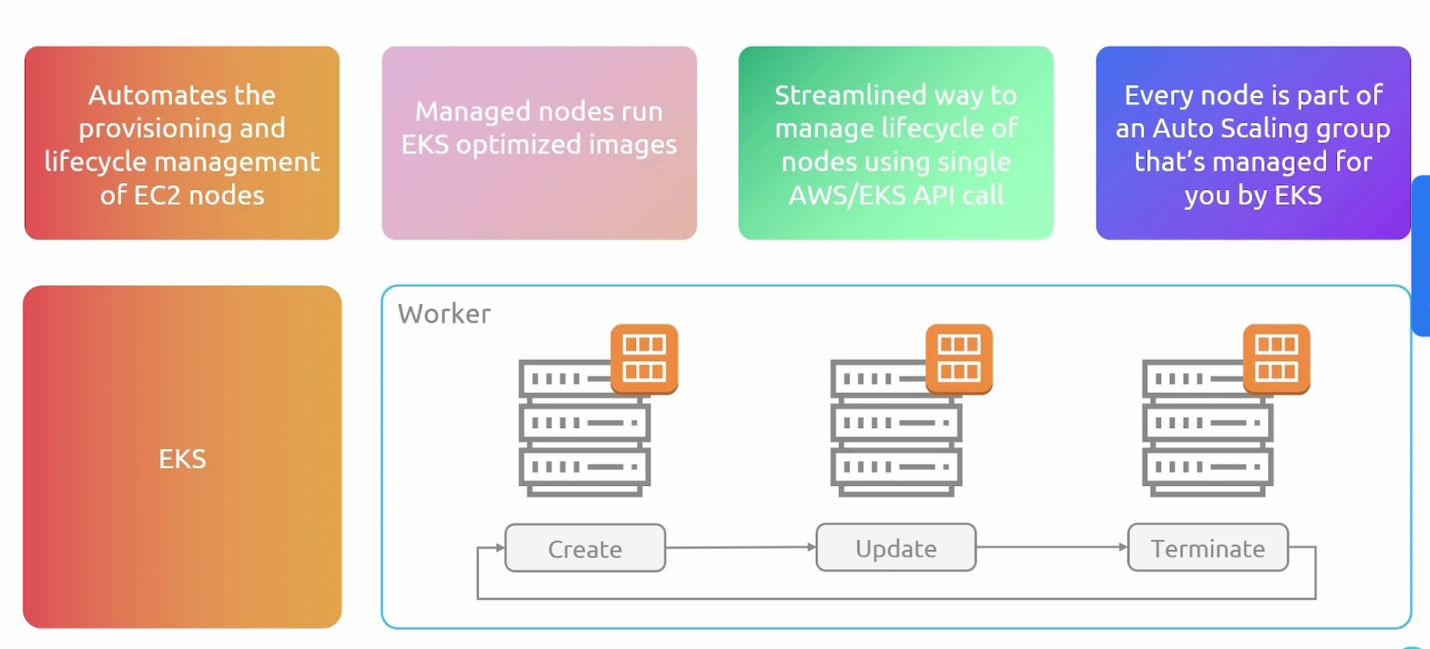 Automates the
provisioning and
lifecycle management
of EC2 nodes
Managed nodes run
EKS optimized images
Streamlined way to
manage lifecycle of
nodes using single
AWS/EKS API call
Every node is part of
an Auto Scaling group
that’s managed for
you by EKS
EKS
Worker
Create
Update
Terminate